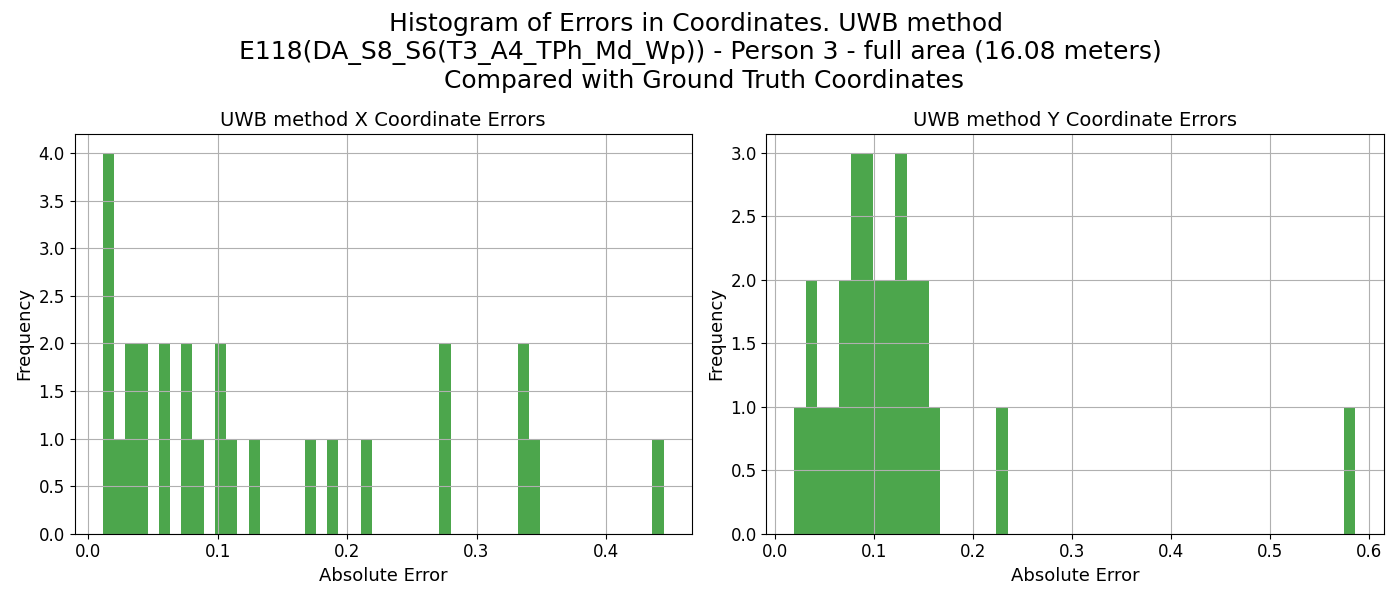 Histogram of Errors in Coordinates. UWB method
E118(DA_S8_S6(T3_A4_TPh_Md_Wp)) - Person 3 - full area (16.08 meters)
Compared with Ground Truth Coordinates
UWB method X Coordinate Errors
4.0
3.5
3.0
2.5
2.0
1.5
1.0
0.5
0.0
Frequency
0.0 0.1 0.2 0.3 0.4
Absolute Error
UWB method Y Coordinate Errors
3.0
2.5
2.0
1.5
1.0
0.5
0.0
Frequency
0.0 0.1 0.2 0.3 0.4 0.5 0.6
Absolute Error